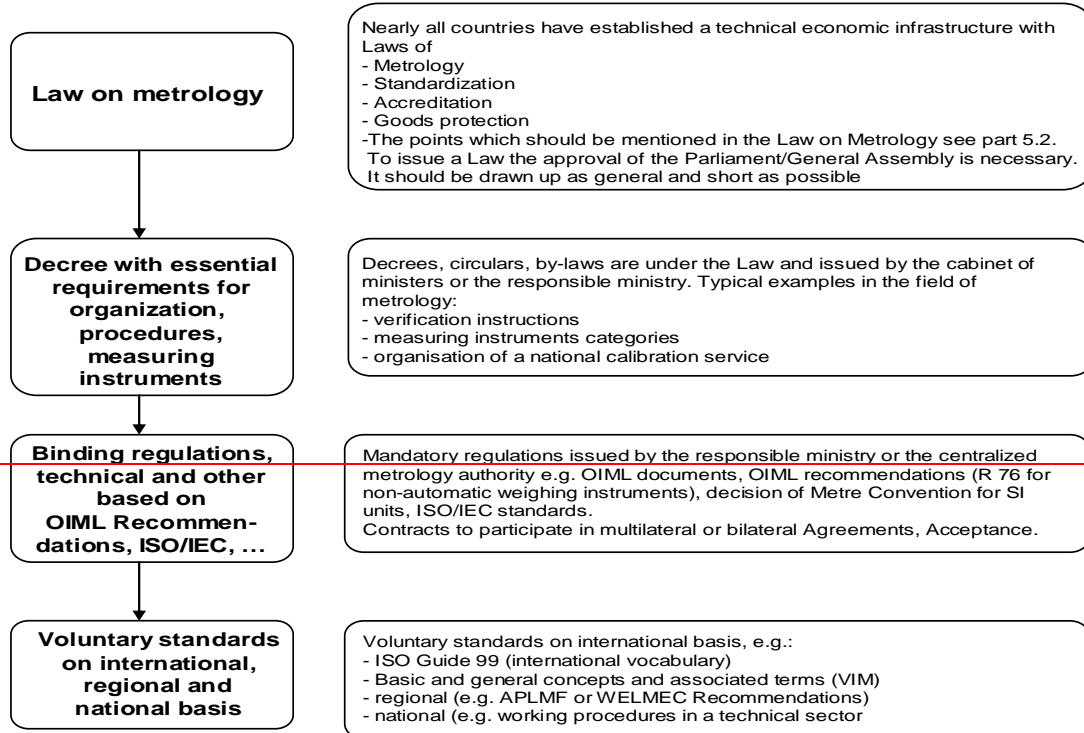 Law on metrology
Nearly all countries have established a technical economic infrastructure with
Laws of
- Metrology
- Standardization
- Accreditation
- Goods protection
-The points which should be mentioned in the Law on Metrology see part 5.2.
To issue a Law the approval of the Parliament/General Assembly is necessary.
It should be drawn up as general and short as possible
Decree with essential
requirements for
organization,
procedures,
measuring
instruments
Decrees, circulars, by-laws are under the Law and issued by the cabinet of
ministers or the responsible ministry. Typical examples in the field of
metrology:
- verification instructions
- measuring instruments categories
- organisation of a national calibration service
Binding regulations,
technical and other
based on
OIML Recommen-
dations, ISO/IEC, …
Mandatory regulations issued by the responsible ministry or the centralized
metrology authority e.g. OIML documents, OIML recommendations (R 76 for
non-automatic weighing instruments), decision of Metre Convention for SI
units, ISO/IEC standards.
Contracts to participate in multilateral or bilateral Agreements, Acceptance.
Voluntary standards
on international,
regional and
national basis
Voluntary standards on international basis, e.g.:
- ISO Guide 99 (international vocabulary)
- Basic and general concepts and associated terms (VIM)
- regional (e.g. APLMF or WELMEC Recommendations)
- national (e.g. working procedures in a technical sector